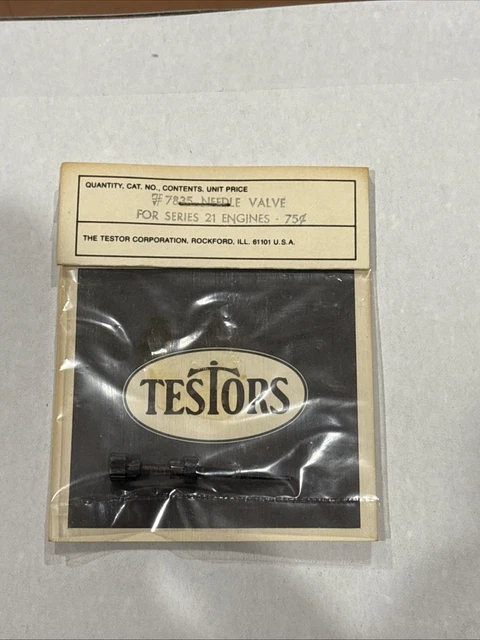 QUANTITY, CAT. NO., CONTENTS, UNIT PRICE
# 7825 NEEDLE VALVE
FOR SERIES 21 ENGINES - 75¢
THE TESTOR CORPORATION, ROCKFORD, ILL. 61101 U.S.A.
TESTORS